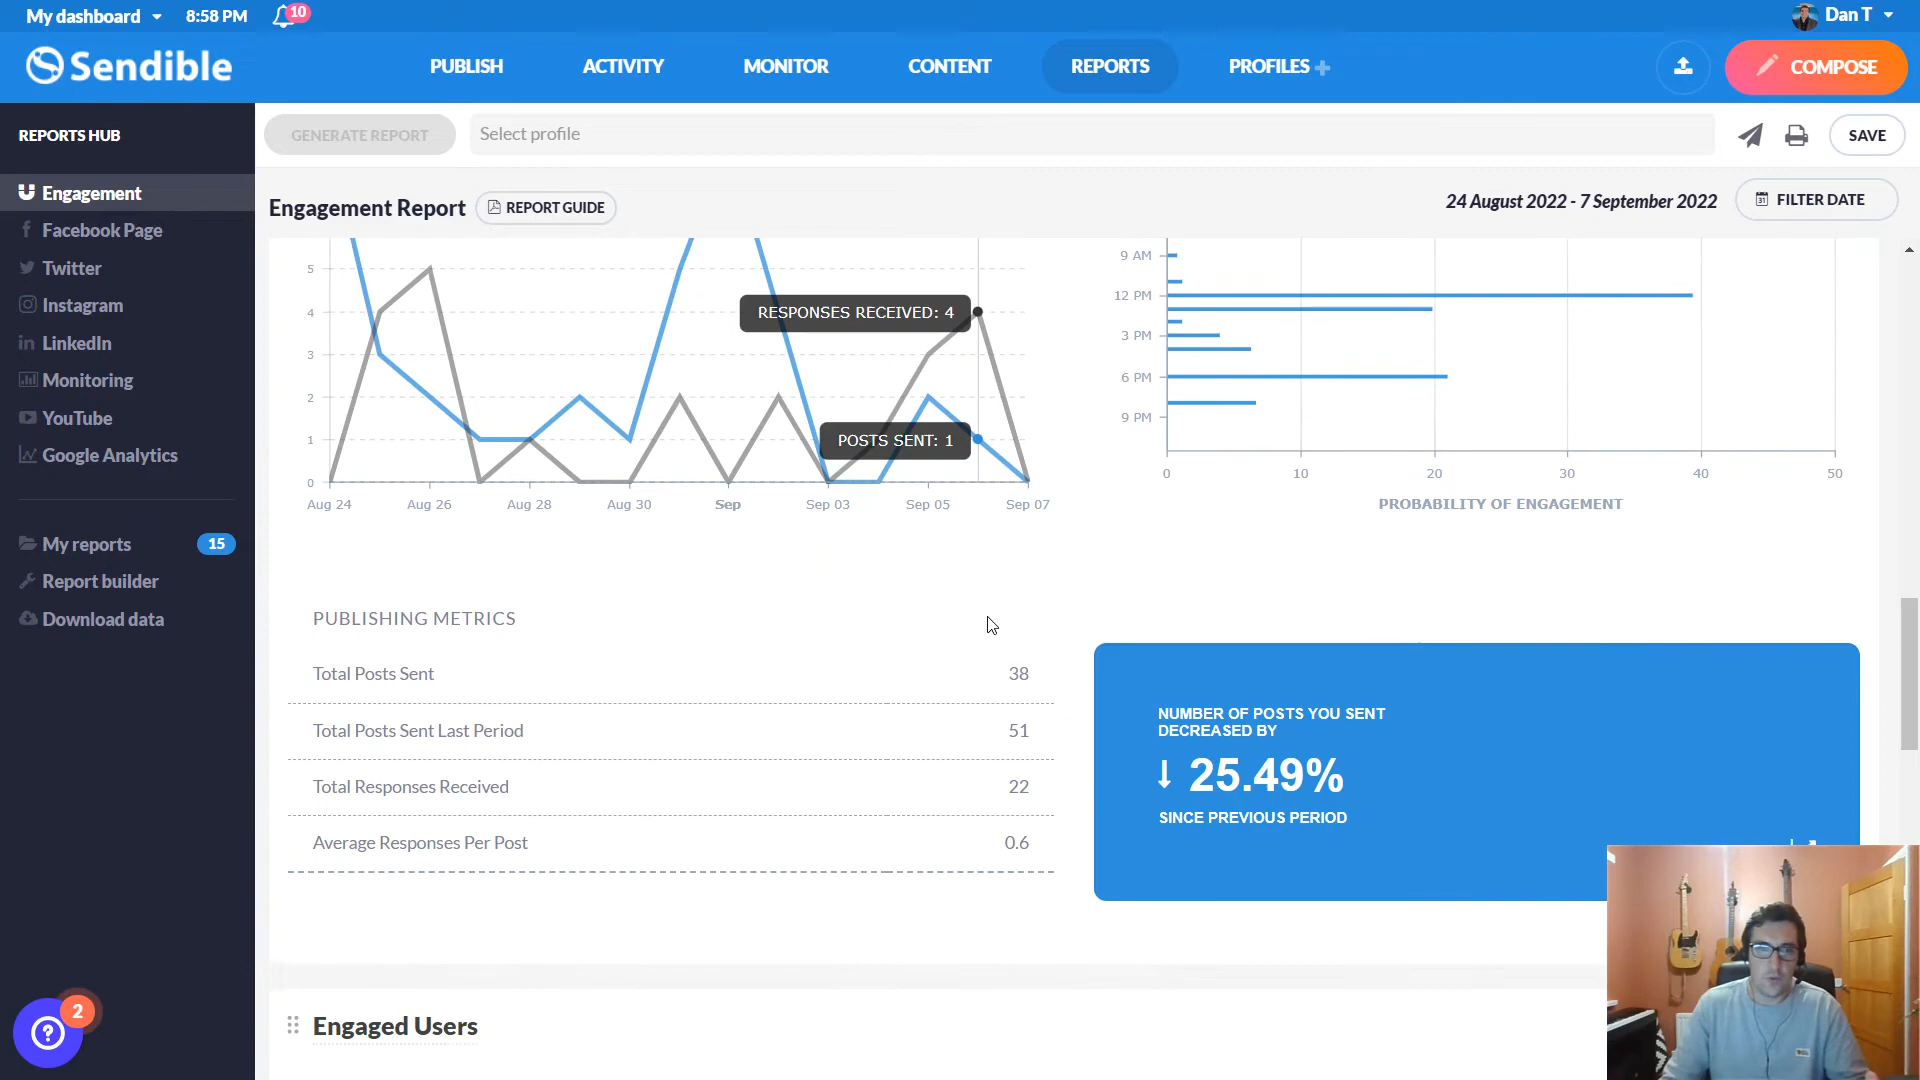 My dashboard 8:58 PM 10 Dan T
Sendible PUBLISH ACTIVITY MONITOR CONTENT REPORTS PROFILES COMPOSE
REPORTS HUB
GENERATE REPORT Select profile SAVE
Engagement Report REPORT GUIDE 24 August 2022 - 7 September 2022 FILTER DATE
Engagement
Facebook Page
Twitter
Instagram
LinkedIn
Monitoring
YouTube
Google Analytics
My reports 15
Report builder
Download data
2
5
4
3
2
1
0
Aug 24 Aug 26 Aug 28 Aug 30 Sep Sep 03 Sep 05 Sep 07
RESPONSES RECEIVED: 4
POSTS SENT: 1
9 AM
12 PM
3 PM
6 PM
9 PM
0 10 20 30 40 50
PROBABILITY OF ENGAGEMENT
PUBLISHING METRICS
Total Posts Sent 38
Total Posts Sent Last Period 51
Total Responses Received 22
Average Responses Per Post 0.6
NUMBER OF POSTS YOU SENT
DECREASED BY
25.49%
SINCE PREVIOUS PERIOD
Engaged Users